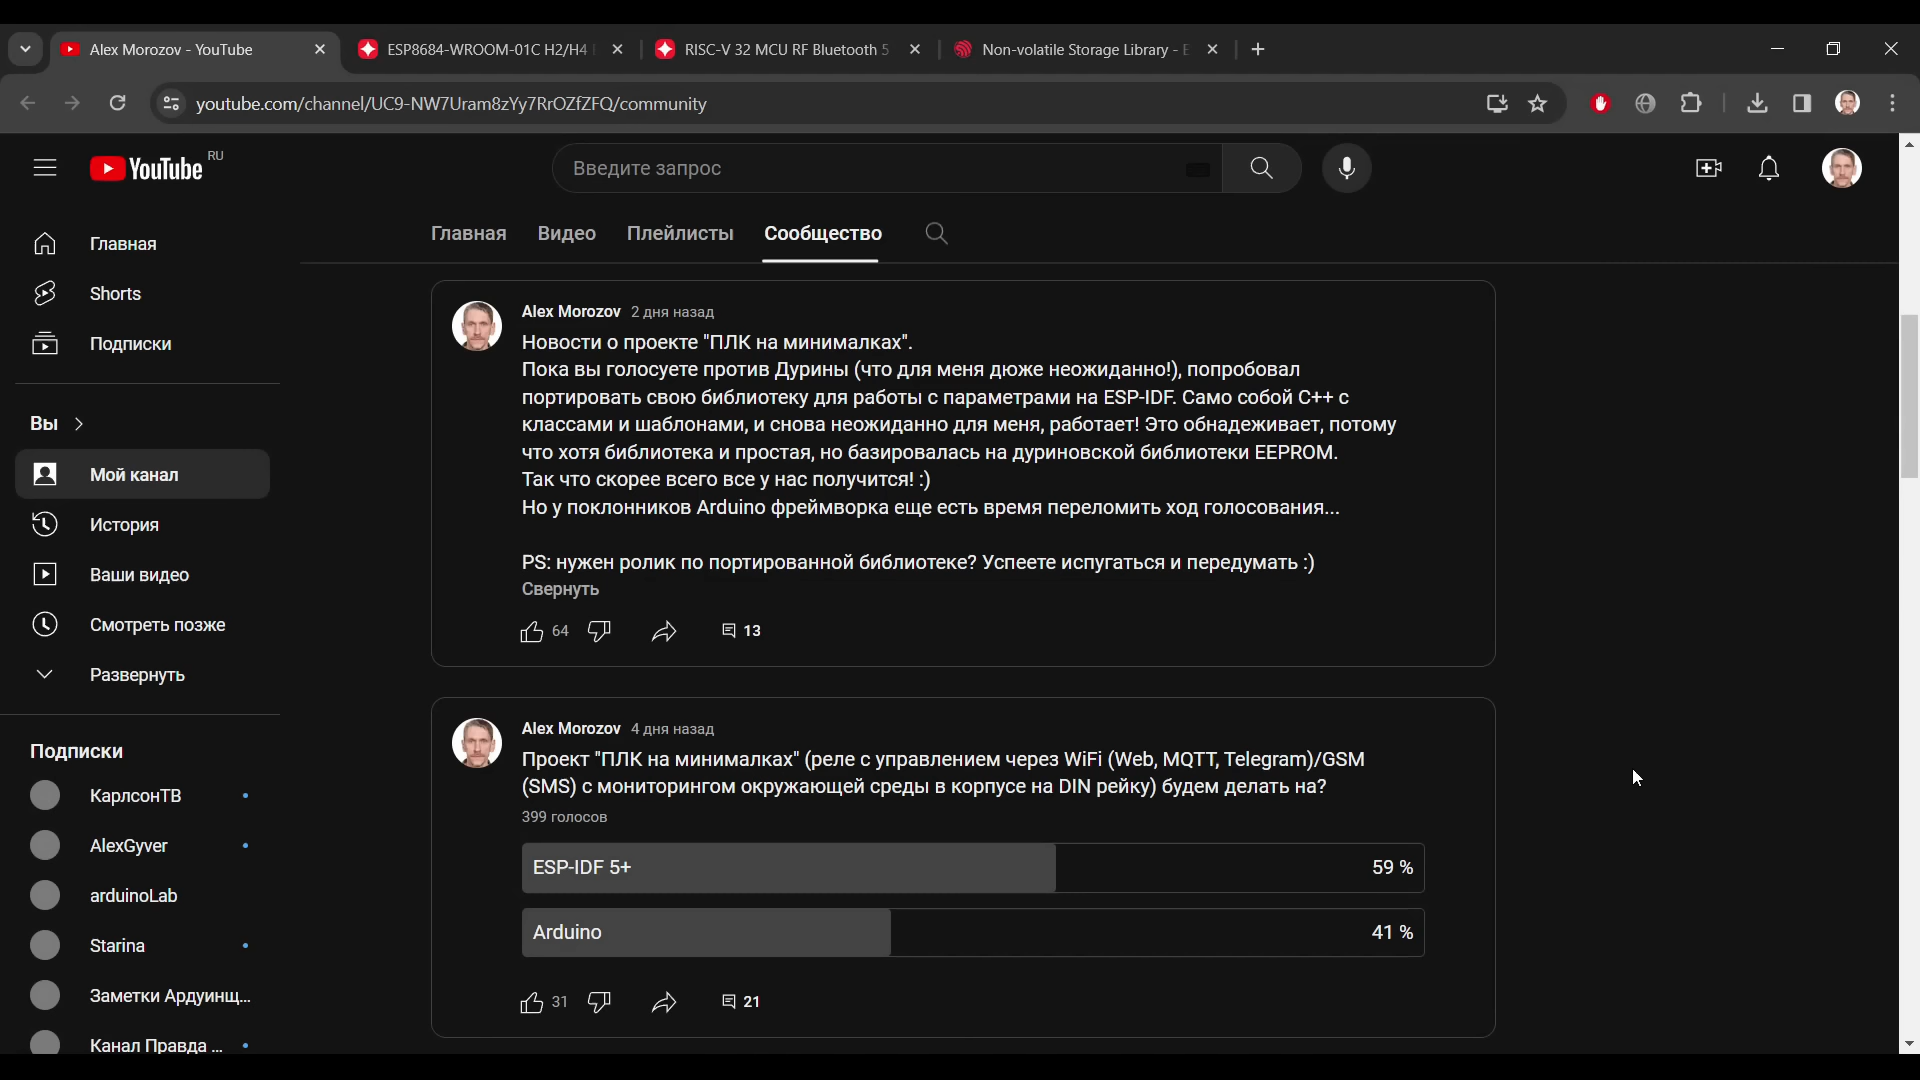 Alex Morozov - YouTube
ESP8684-WROOM-01C H2/H4
RISC-V 32 MCU RF Bluetooth 5
Non-volatile Storage Library - E
youtube.com/channel/UC9-NW7Uram8zYy7RrOZfZFQ/community
YouTube RU
Введите запрос
Главная
Видео
Плейлисты
Сообщество
Главная
Shorts
Подписки
Вы
Мой канал
История
Ваши видео
Смотреть позже
Развернуть
Подписки
КарлсонТВ
AlexGyver
arduinoLab
Starina
Заметки Ардуинщ...
Канал Правда ...
Alex Morozov 2 дня назад
Новости о проекте "ПЛК на минималках".
Пока вы голосуете против Дурины (что для меня дюже неожиданно!), попробовал
портировать свою библиотеку для работы с параметрами на ESP-IDF. Само собой C++ с
классами и шаблонами, и снова неожиданно для меня, работает! Это обнадеживает, потому
что хотя библиотека и простая, но базировалась на дуриновской библиотеки EEPROM.
Так что скорее всего все у нас получится! :)
Но у поклонников Arduino фреймворка еще есть время переломить ход голосования...
PS: нужен ролик по портированной библиотеке? Успеете испугаться и передумать :)
Свернуть
64
13
Alex Morozov 4 дня назад
Проект "ПЛК на минималках" (реле с управлением через WiFi (Web, MQTT, Telegram)/GSM
(SMS) с мониторингом окружающей среды в корпусе на DIN рейку) будем делать на?
399 голосов
ESP-IDF 5+ 59 %
Arduino 41 %
31
21